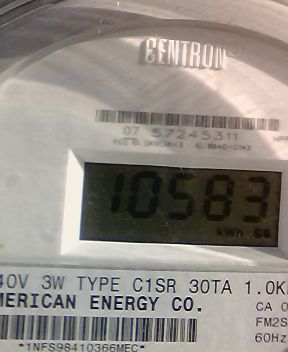 CENTRON
07 57245311
10583
kWh
40V 3W TYPE C1SR 30TA 1.0K
MERICAN ENERGY CO.
CA 0
FM2S
60Hz
*1NFS98410366MEC*